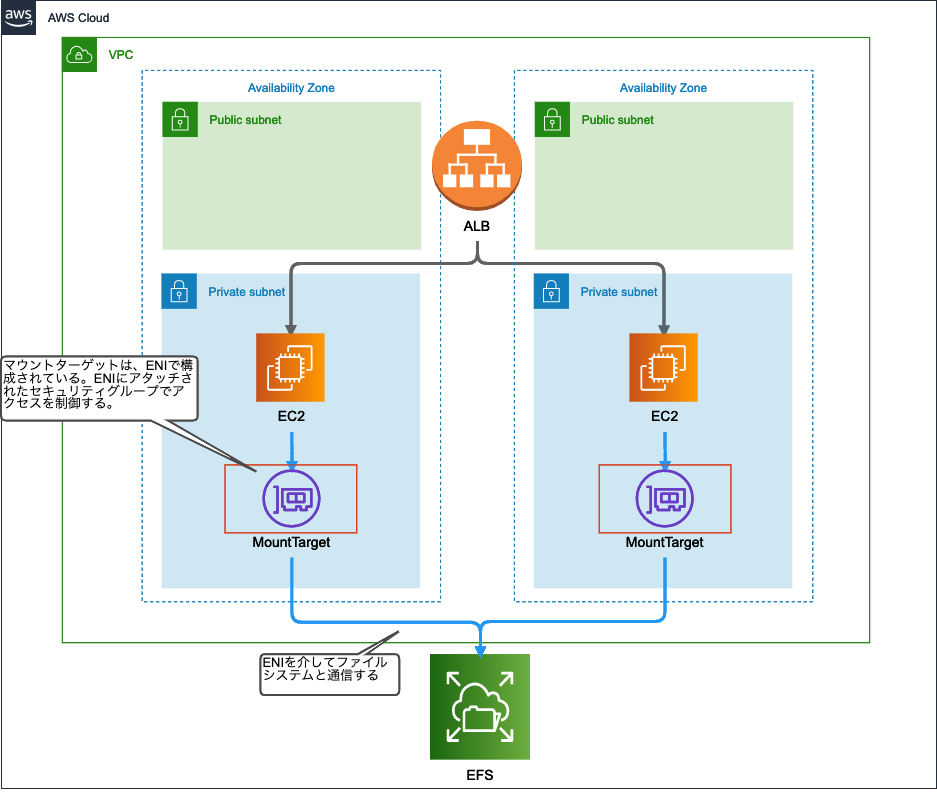 aws
AWS Cloud
VPC
Availability Zone
Availability Zone
Public subnet
Public subnet
ALB
Private subnet
Private subnet
マウントターゲットは、ENIで構
成されている。ENIにアタッチさ
れたセキュリティグループでア
クセスを制御する。
EC2
EC2
MountTarget
MountTarget
ENIを介してファイル
システムと通信する
EFS